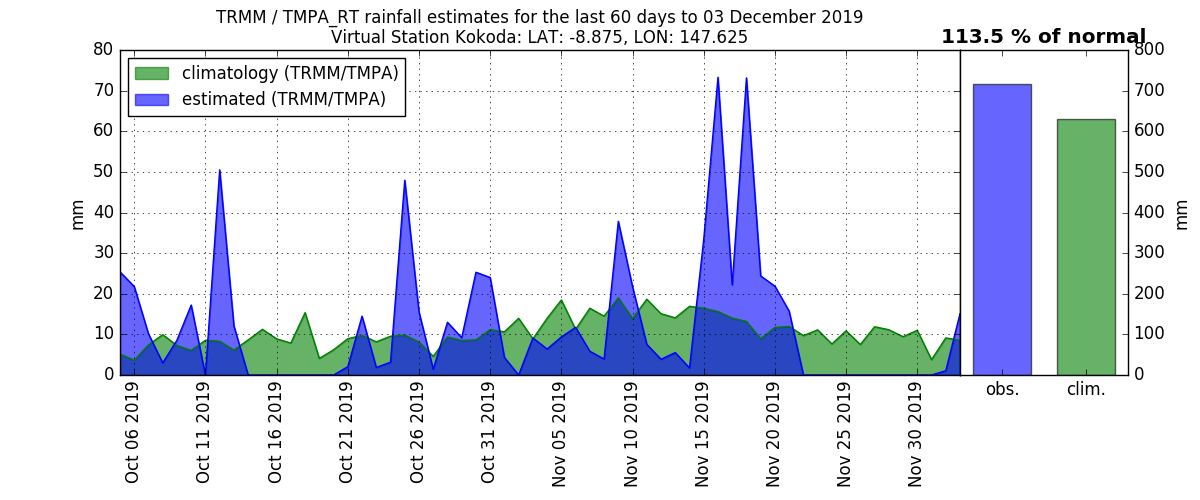 TRMM / TMPA_RT rainfall estimates for the last 60 days to 03 December 2019
Virtual Station Kokoda: LAT: -8.875, LON: 147.625
113.5 % of normal
climatology (TRMM/TMPA)
estimated (TRMM/TMPA)
80
70
60
50
40
30
20
10
0
mm
Oct 06 2019
Oct 11 2019
Oct 16 2019
Oct 21 2019
Oct 26 2019
Oct 31 2019
Nov 05 2019
Nov 10 2019
Nov 15 2019
Nov 20 2019
Nov 25 2019
Nov 30 2019
obs.
clim.
800
700
600
500
400
300
200
100
0
mm